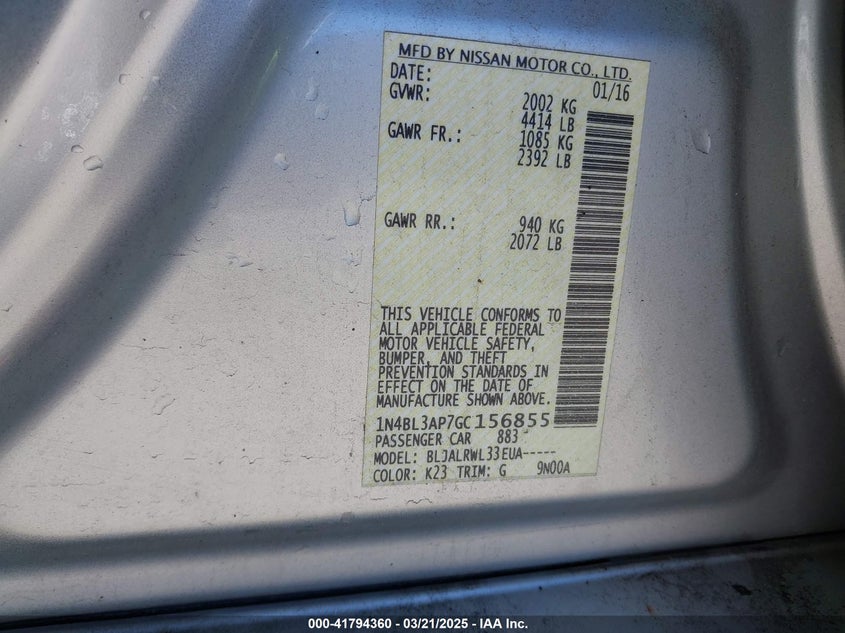 MFD BY NISSAN MOTOR CO., LTD.
DATE: 01/16
GVWR: 2002 KG
4414 LB
GAWR FR.: 1085 KG
2392 LB
GAWR RR.: 940 KG
2072 LB
THIS VEHICLE CONFORMS TO
ALL APPLICABLE FEDERAL
MOTOR VEHICLE SAFETY,
BUMPER, AND THEFT
PREVENTION STANDARDS IN
EFFECT ON THE DATE OF
MANUFACTURE SHOWN ABOVE.
1N4BL3AP7GC156855
PASSENGER CAR 883
MODEL: BLJALRWL33EUA-----
COLOR: K23 TRIM: G 9N00A
000-41794360 - 03/21/2025 - © IAA Inc.